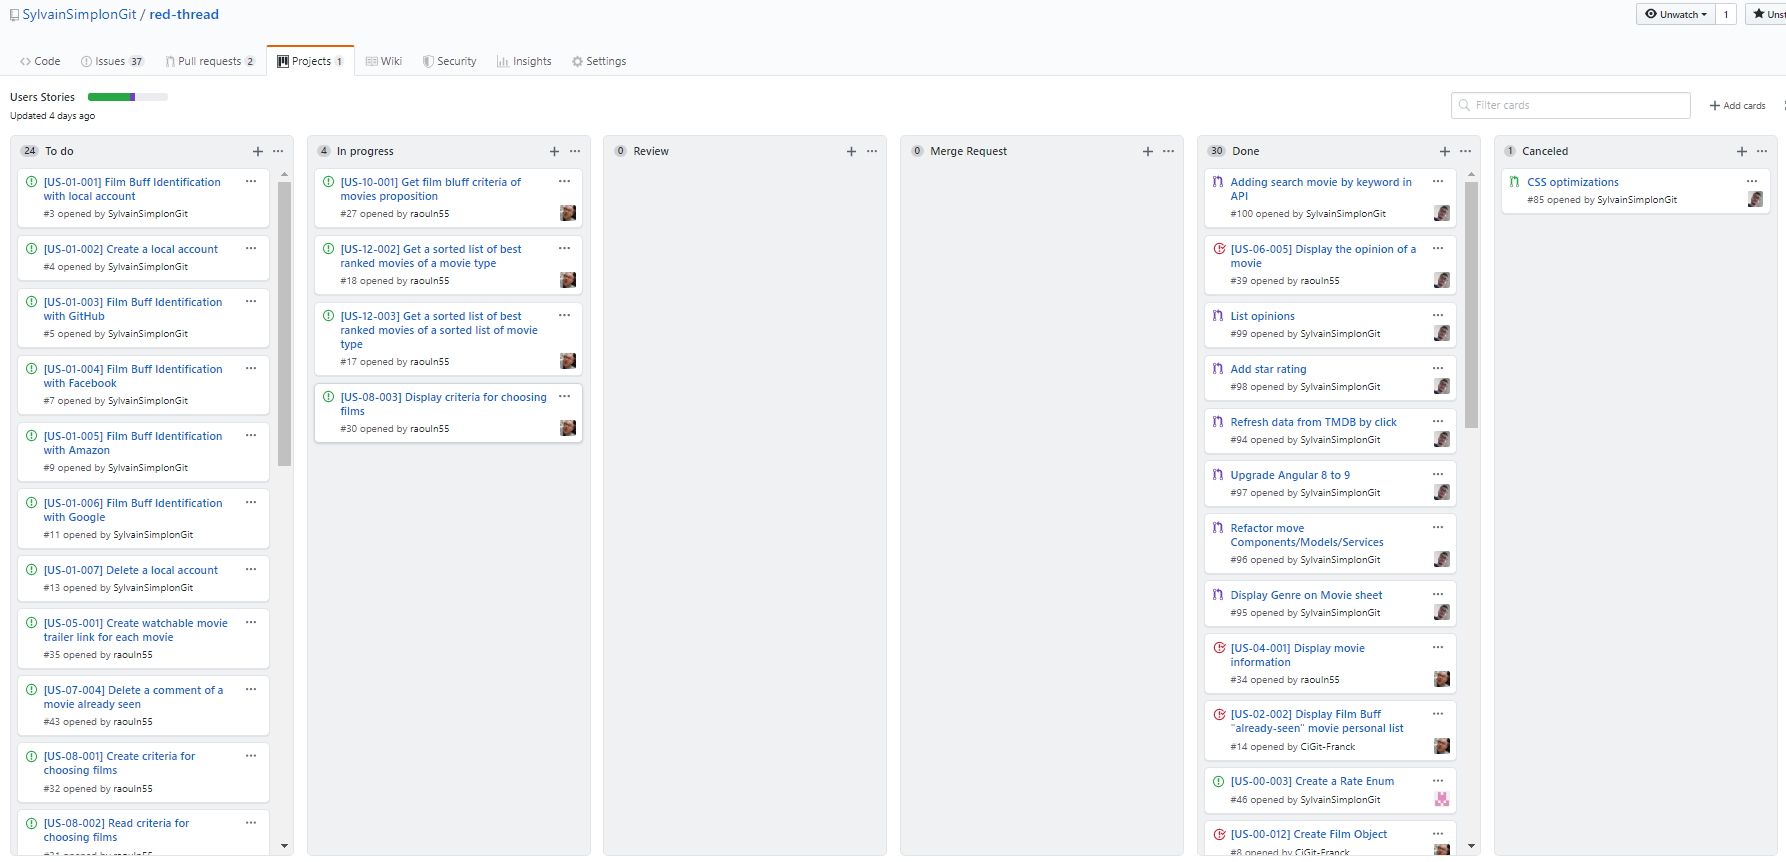 SylvainSimplonGit / red-thread
Unwatch 1
Code Issues 37 Pull requests 2 Projects 1 Wiki Security Insights Settings
Users Stories
Updated 4 days ago
Filter cards
Add cards
24 To do
[US-01-001] Film Buff Identification
with local account
#3 opened by SylvainSimplonGit
[US-01-002] Create a local account
#4 opened by SylvainSimplonGit
[US-01-003] Film Buff Identification
with GitHub
#5 opened by SylvainSimplonGit
[US-01-004] Film Buff Identification
with Facebook
#7 opened by SylvainSimplonGit
[US-01-005] Film Buff Identification
with Amazon
#9 opened by SylvainSimplonGit
[US-01-006] Film Buff Identification
with Google
#11 opened by SylvainSimplonGit
[US-01-007] Delete a local account
#13 opened by SylvainSimplonGit
[US-05-001] Create watchable movie
trailer link for each movie
#35 opened by raouln55
[US-07-004] Delete a comment of a
movie already seen
#43 opened by raouln55
[US-08-001] Create criteria for
choosing films
#32 opened by raouln55
[US-08-002] Read criteria for
choosing films
#31 opened by raouln55
4 In progress
[US-10-001] Get film bluff criteria of
movies proposition
#27 opened by raouln55
[US-12-002] Get a sorted list of best
ranked movies of a movie type
#18 opened by raouln55
[US-12-003] Get a sorted list of best
ranked movies of a sorted list of movie
type
#17 opened by raouln55
[US-08-003] Display criteria for choosing
films
#30 opened by raouln55
0 Review
0 Merge Request
30 Done
Adding search movie by keyword in
API
#100 opened by SylvainSimplonGit
[US-06-005] Display the opinion of a
movie
#39 opened by raouln55
List opinions
#99 opened by SylvainSimplonGit
Add star rating
#98 opened by SylvainSimplonGit
Refresh data from TMDB by click
#94 opened by SylvainSimplonGit
Upgrade Angular 8 to 9
#97 opened by SylvainSimplonGit
Refactor move
Components/Models/Services
#96 opened by SylvainSimplonGit
Display Genre on Movie sheet
#95 opened by SylvainSimplonGit
[US-04-001] Display movie
information
#34 opened by raouln55
[US-02-002] Display Film Buff
"already-seen" movie personal list
#14 opened by CiGit-Franck
[US-00-003] Create a Rate Enum
#46 opened by SylvainSimplonGit
[US-00-012] Create Film Object
#8 opened by CiGit-Franck
1 Canceled
CSS optimizations
#85 opened by SylvainSimplonGit